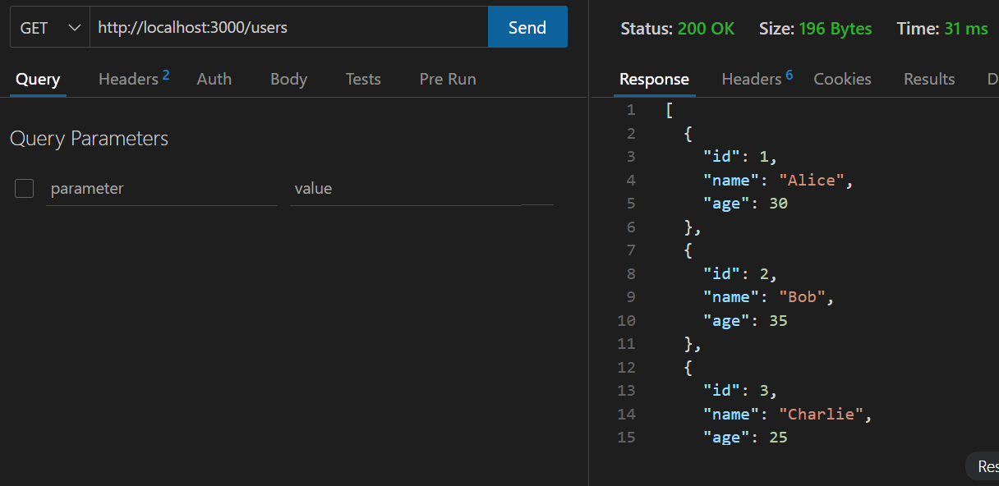 GET http://localhost:3000/users Send
Query Headers 2 Auth Body Tests Pre Run
Query Parameters
parameter value
Status: 200 OK Size: 196 Bytes Time: 31 ms
Response Headers 6 Cookies Results D
1 [
2 {
3 "id": 1,
4 "name": "Alice",
5 "age": 30
6 },
7 {
8 "id": 2,
9 "name": "Bob",
10 "age": 35
11 },
12 {
13 "id": 3,
14 "name": "Charlie",
15 "age": 25
Res